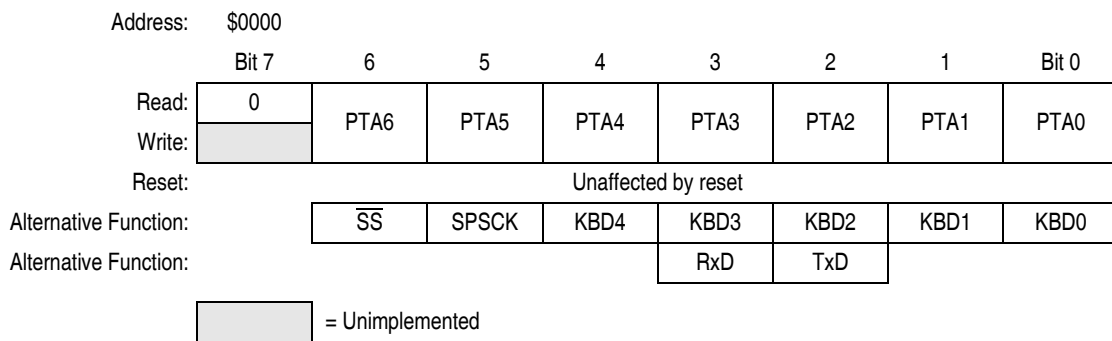 Address: $0000
Bit 7 6 5 4 3 2 1 Bit 0
Read: 0 PTA6 PTA5 PTA4 PTA3 PTA2 PTA1 PTA0
Write:
Reset: Unaffected by reset
Alternative Function: S̅S̅ SPSCK KBD4 KBD3 KBD2 KBD1 KBD0
Alternative Function: RxD TxD
= Unimplemented